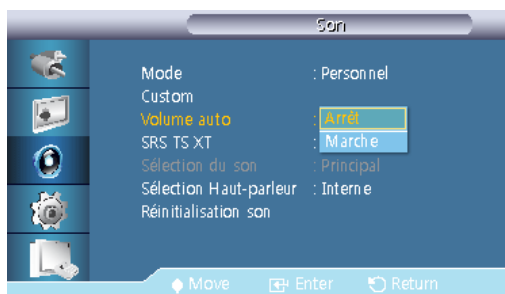 Son
Mode : Personnel
Custom
Volume auto : Arrêt
SRS TS XT : Marche
Sélection du son : Principal
Sélection Haut-parleur : Interne
Réinitialisation son
Move Enter Return